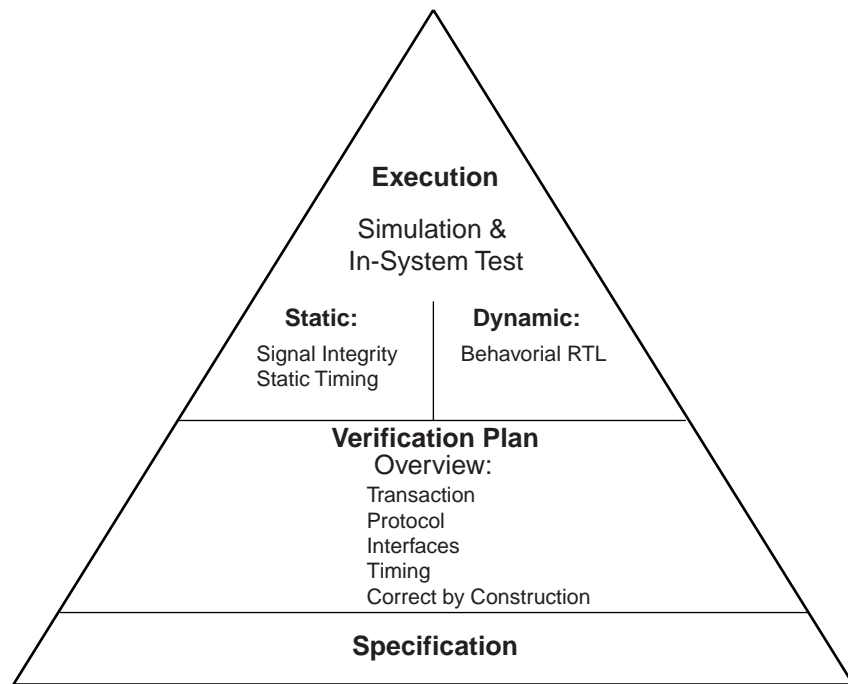 Execution
Simulation &
In-System Test
Static:
Signal Integrity
Static Timing
Dynamic:
Behavorial RTL
Verification Plan
Overview:
Transaction
Protocol
Interfaces
Timing
Correct by Construction
Specification